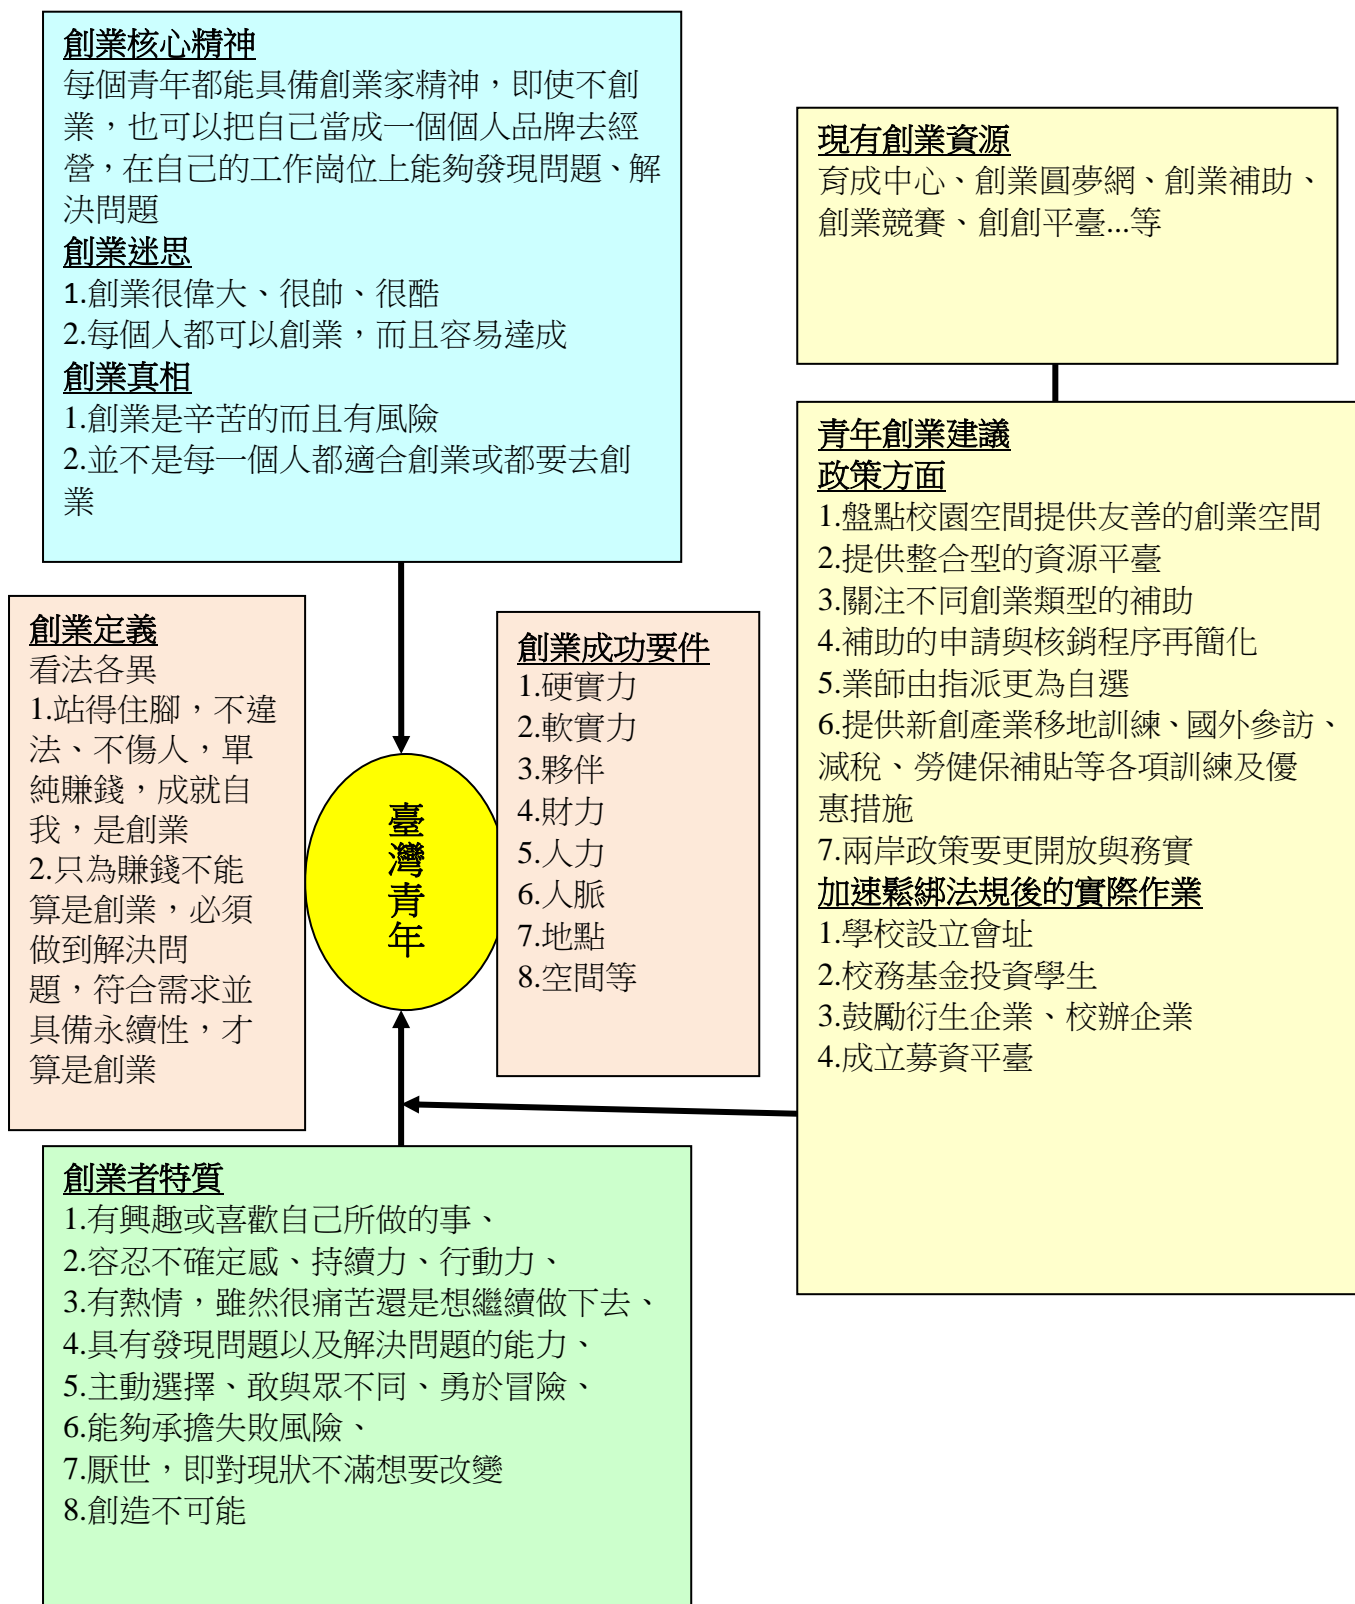 創業核心精神
每個青年都能具備創業家精神，即使不創
業，也可以把自己當成一個個人品牌去經
營，在自己的工作崗位上能夠發現問題、解
決問題
創業迷思
1.創業很偉大、很帥、很酷
2.每個人都可以創業，而且容易達成
創業真相
1.創業是辛苦的而且有風險
2.並不是每一個人都適合創業或都要去創
業
現有創業資源
育成中心、創業圓夢網、創業補助、
創業競賽、創創平臺...等
青年創業建議
政策方面
1.盤點校園空間提供友善的創業空間
2.提供整合型的資源平臺
3.關注不同創業類型的補助
4.補助的申請與核銷程序再簡化
5.業師由指派更為自選
6.提供新創產業移地訓練、國外參訪、
減稅、勞健保補貼等各項訓練及優
惠措施
7.兩岸政策要更開放與務實
加速鬆綁法規後的實際作業
1.學校設立會址
2.校務基金投資學生
3.鼓勵衍生企業、校辦企業
4.成立募資平臺
創業定義
看法各異
1.站得住腳，不違
法、不傷人，單
純賺錢，成就自
我，是創業
2.只為賺錢不能
算是創業，必須
做到解決問
題，符合需求並
具備永續性，才
算是創業
臺灣青年
創業成功要件
1.硬實力
2.軟實力
3.夥伴
4.財力
5.人力
6.人脈
7.地點
8.空間等
創業者特質
1.有興趣或喜歡自己所做的事、
2.容忍不確定感、持續力、行動力、
3.有熱情，雖然很痛苦還是想繼續做下去、
4.具有發現問題以及解決問題的能力、
5.主動選擇、敢與眾不同、勇於冒險、
6.能夠承擔失敗風險、
7.厭世，即對現狀不滿想要改變
8.創造不可能